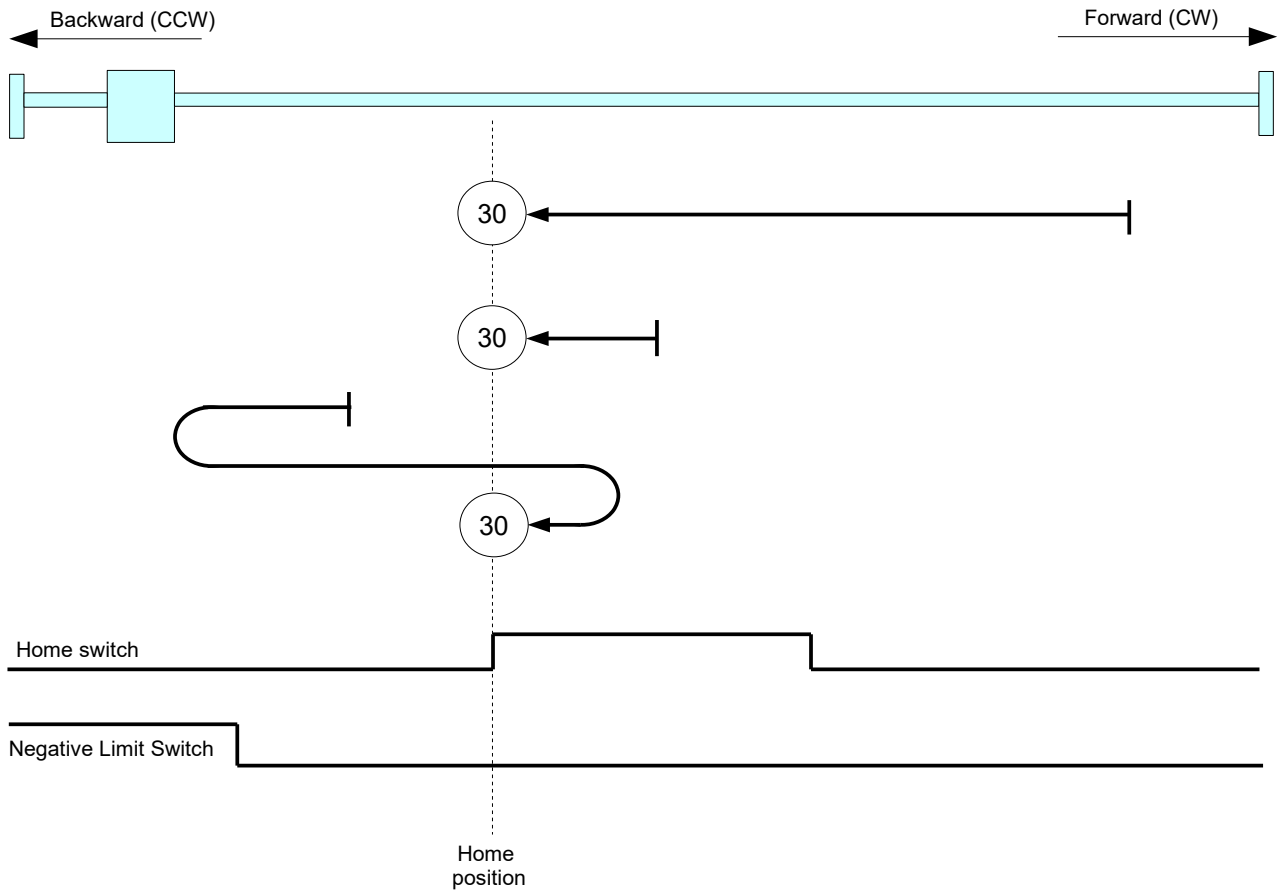 Backward (CCW)
Forward (CW)
30
30
30
Home switch
Negative Limit Switch
Home
position